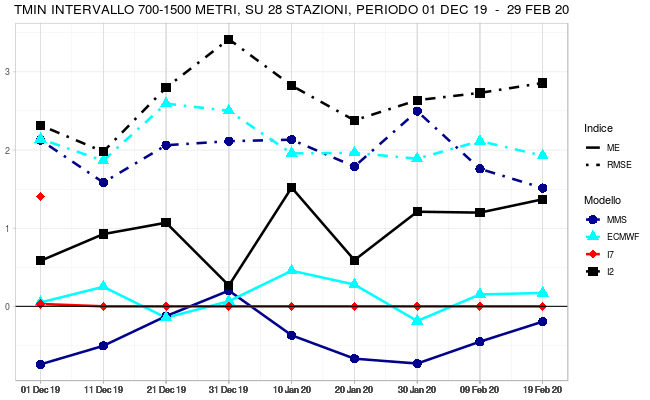 TMIN INTERVALLO 700-1500 METRI, SU 28 STAZIONI, PERIODO 01 DEC 19 - 29 FEB 20
3
2
1
0
01 Dec 19 11 Dec 19 21 Dec 19 31 Dec 19 10 Jan 20 20 Jan 20 30 Jan 20 09 Feb 20 19 Feb 20
Indice
ME
RMSE
Modello
MMS
ECMWF
I7
I2